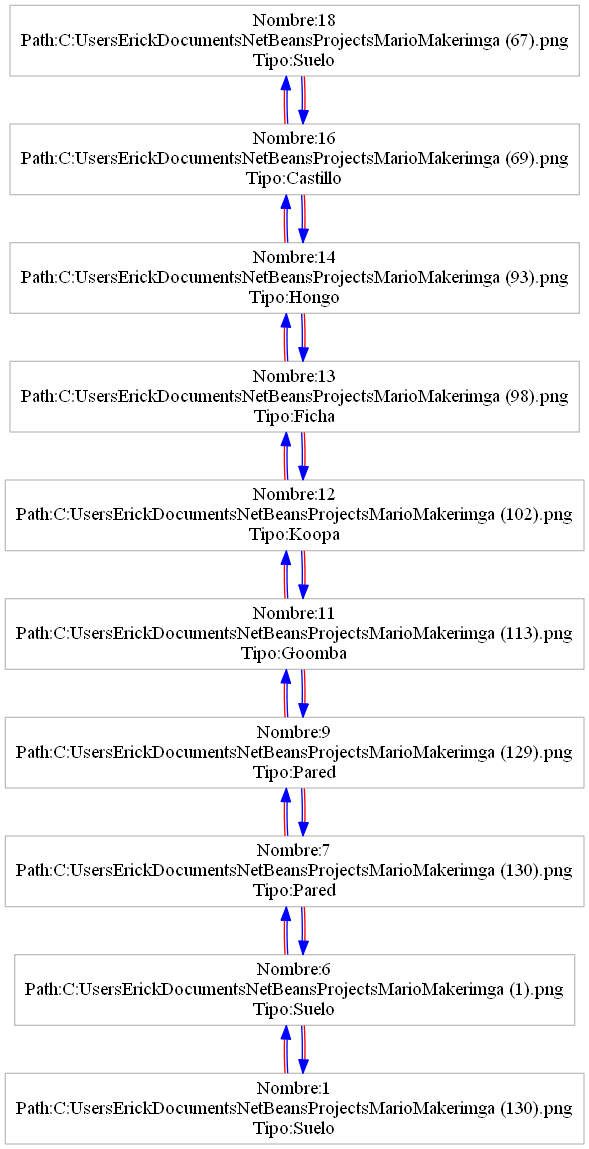 Nombre:18
Path:C:UsersErickDocumentsNetBeansProjectsMarioMakerimga (67).png
Tipo:Suelo
Nombre:16
Path:C:UsersErickDocumentsNetBeansProjectsMarioMakerimga (69).png
Tipo:Castillo
Nombre:14
Path:C:UsersErickDocumentsNetBeansProjectsMarioMakerimga (93).png
Tipo:Hongo
Nombre:13
Path:C:UsersErickDocumentsNetBeansProjectsMarioMakerimga (98).png
Tipo:Ficha
Nombre:12
Path:C:UsersErickDocumentsNetBeansProjectsMarioMakerimga (102).png
Tipo:Koopa
Nombre:11
Path:C:UsersErickDocumentsNetBeansProjectsMarioMakerimga (113).png
Tipo:Goomba
Nombre:9
Path:C:UsersErickDocumentsNetBeansProjectsMarioMakerimga (129).png
Tipo:Pared
Nombre:7
Path:C:UsersErickDocumentsNetBeansProjectsMarioMakerimga (130).png
Tipo:Pared
Nombre:6
Path:C:UsersErickDocumentsNetBeansProjectsMarioMakerimga (1).png
Tipo:Suelo
Nombre:1
Path:C:UsersErickDocumentsNetBeansProjectsMarioMakerimga (130).png
Tipo:Suelo